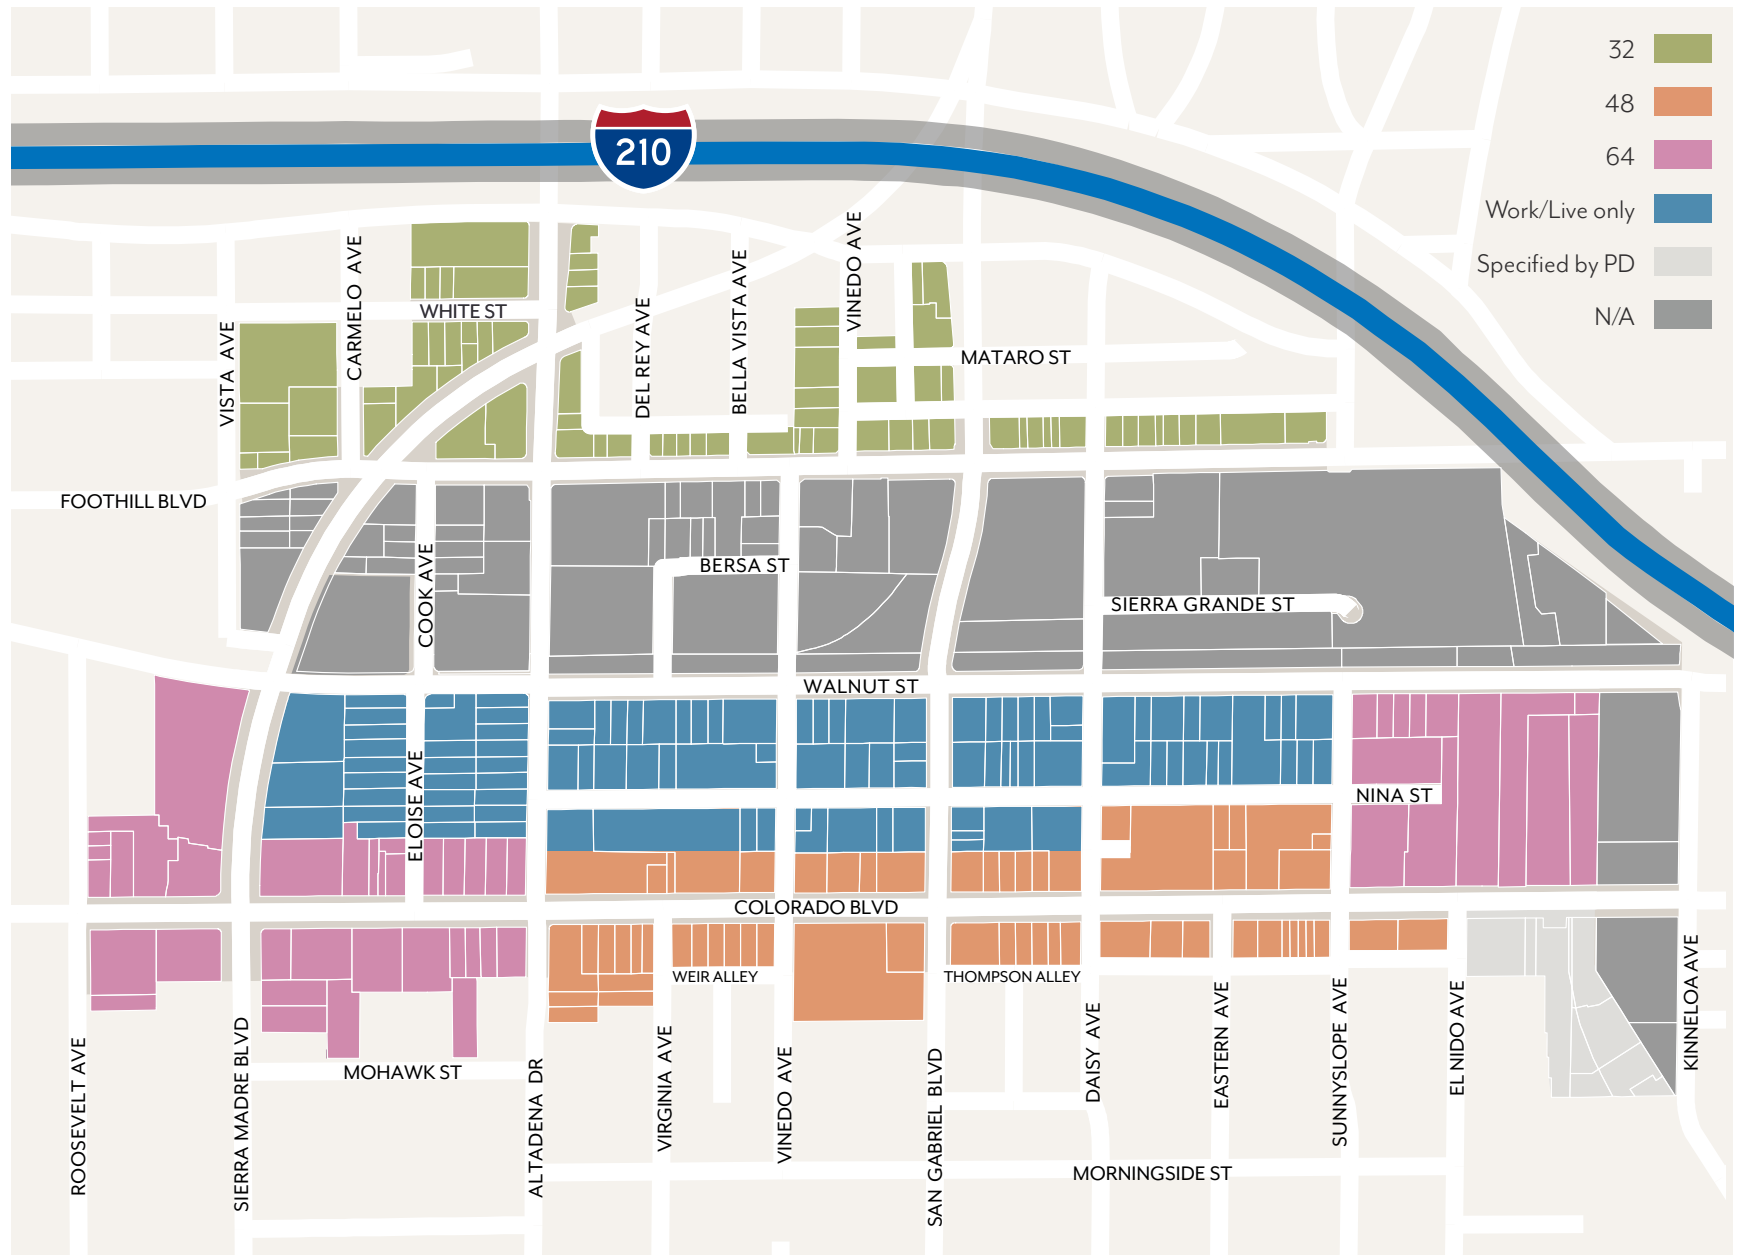 32
48
64
Work/Live only
Specified by PD
N/A
210
VISTA AVE
CARMELO AVE
WHITE ST
DEL REY AVE
BELLA VISTA AVE
VINEDO AVE
MATARO ST
FOOTHILL BLVD
COOK AVE
BERSA ST
SIERRA GRANDE ST
WALNUT ST
ELOISE AVE
NINA ST
COLORADO BLVD
WEIR ALLEY
THOMPSON ALLEY
MOHAWK ST
ROOSEVELT AVE
SIERRA MADRE BLVD
ALTADENA DR
VIRGINIA AVE
VINEDO AVE
SAN GABRIEL BLVD
DAISY AVE
EASTERN AVE
SUNNYSLOPE AVE
EL NIDO AVE
KINNELOA AVE
MORNINGSIDE ST